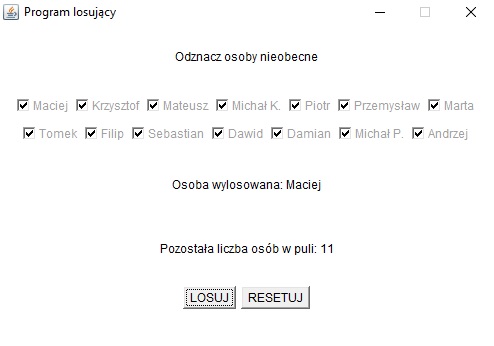 Program losujący
Odznacz osoby nieobecne
Maciej Krzysztof Mateusz Michał K. Piotr Przemysław Marta
Tomek Filip Sebastian Dawid Damian Michał P. Andrzej
Osoba wylosowana: Maciej
Pozostała liczba osób w puli: 11
LOSUJ RESETUJ